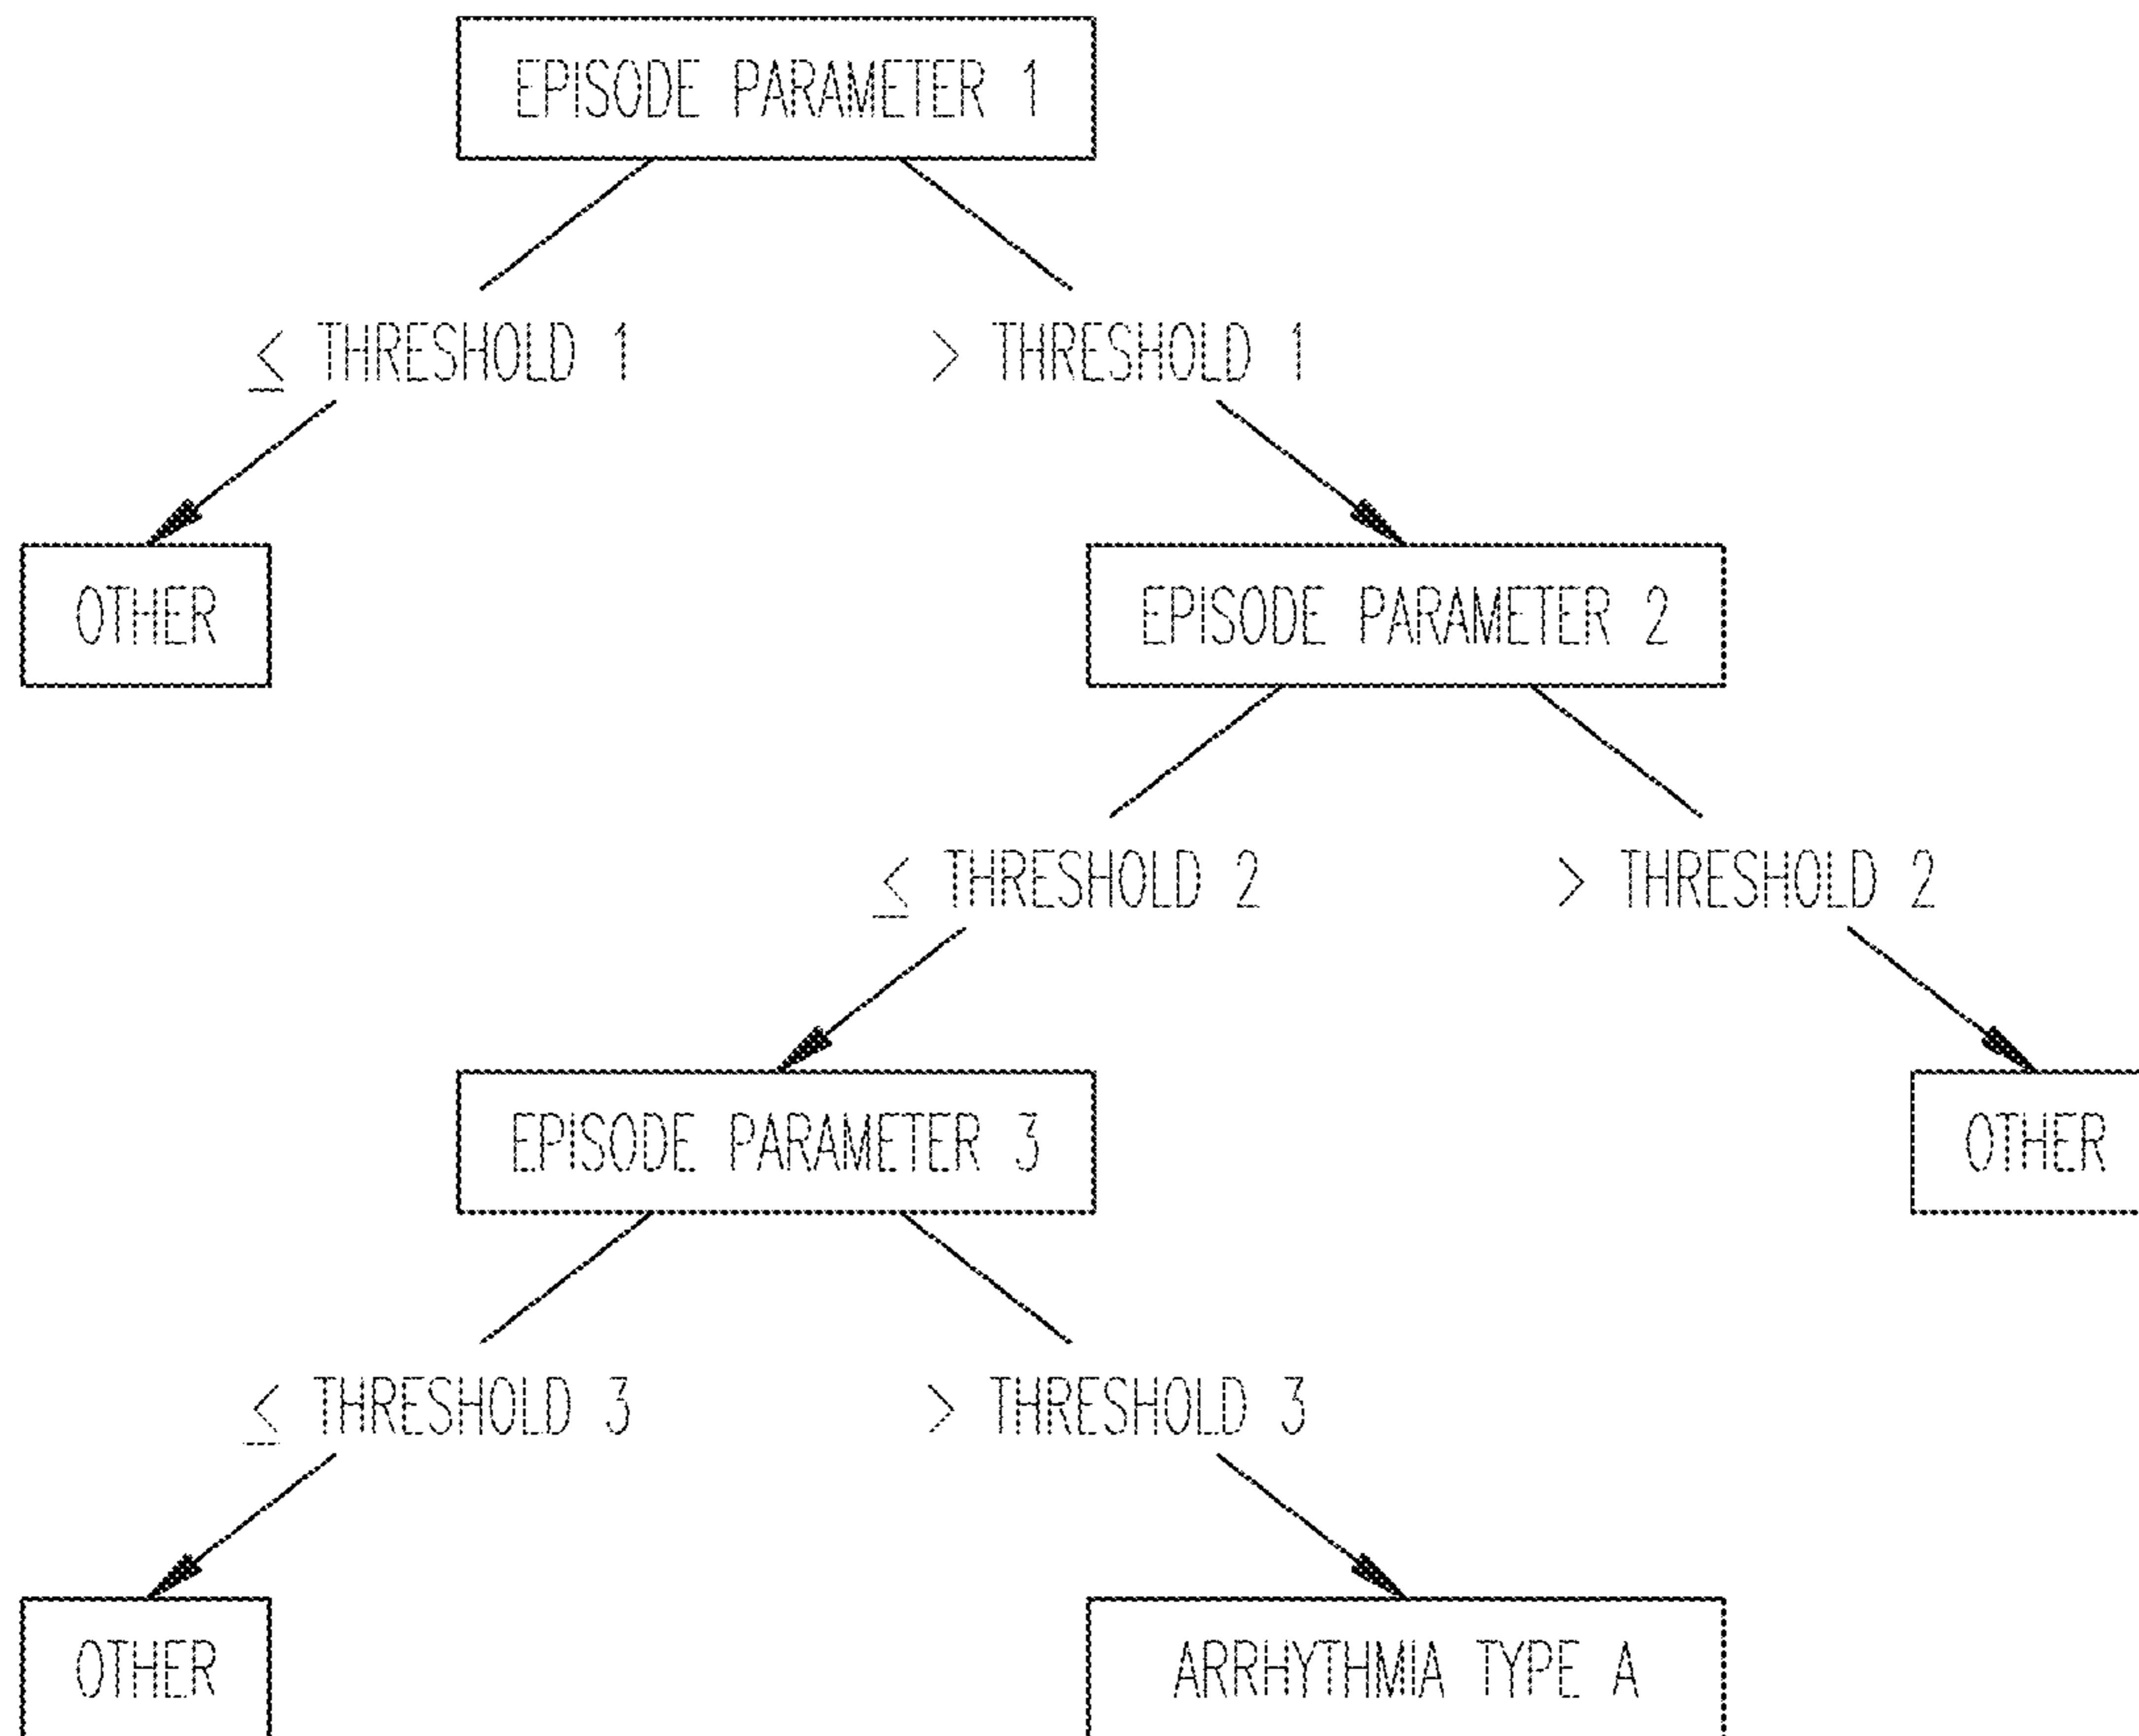 EPISODE PARAMETER 1
≤ THRESHOLD 1
> THRESHOLD 1
OTHER
EPISODE PARAMETER 2
≤ THRESHOLD 2
> THRESHOLD 2
EPISODE PARAMETER 3
OTHER
≤ THRESHOLD 3
> THRESHOLD 3
OTHER
ARRHYTHMIA TYPE A